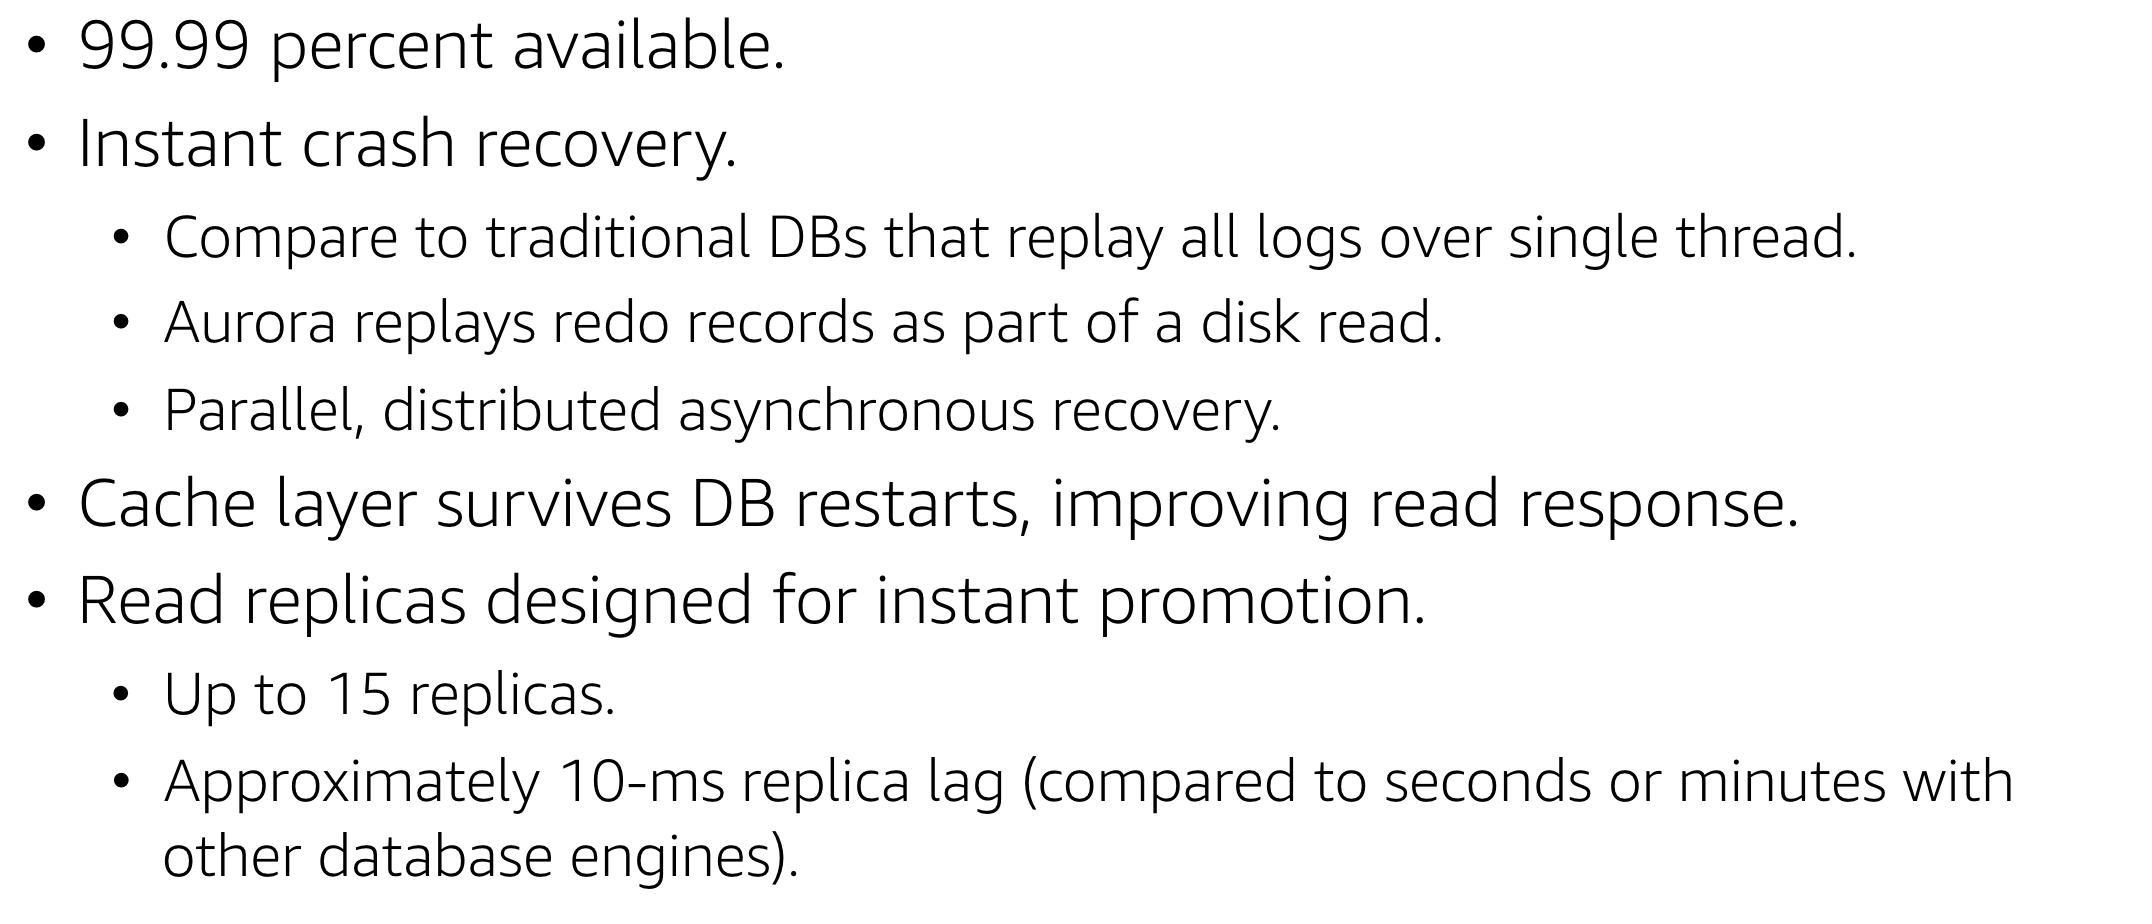 • 99.99 percent available.
• Instant crash recovery.
• Compare to traditional DBs that replay all logs over single thread.
• Aurora replays redo records as part of a disk read.
• Parallel, distributed asynchronous recovery.
• Cache layer survives DB restarts, improving read response.
• Read replicas designed for instant promotion.
• Up to 15 replicas.
• Approximately 10-ms replica lag (compared to seconds or minutes with
other database engines).